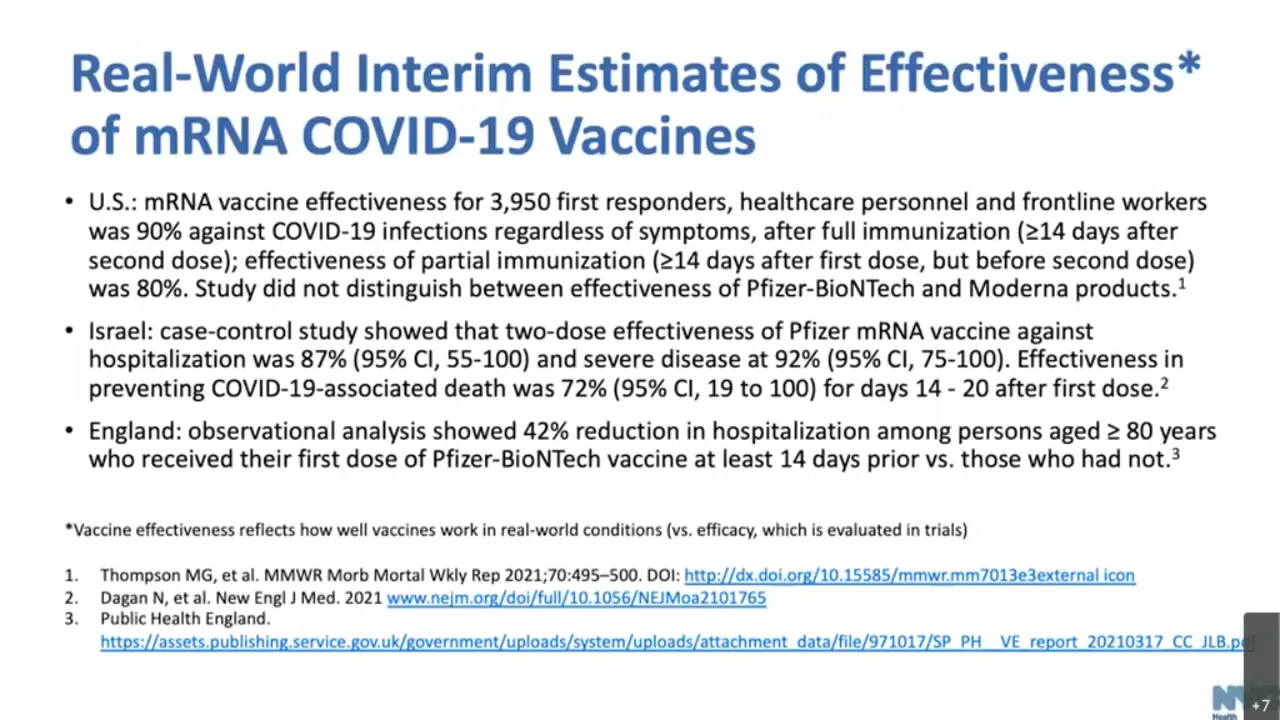 Real-World Interim Estimates of Effectiveness*
of mRNA COVID-19 Vaccines
• U.S.: mRNA vaccine effectiveness for 3,950 first responders, healthcare personnel and frontline workers
was 90% against COVID-19 infections regardless of symptoms, after full immunization (≥14 days after
second dose); effectiveness of partial immunization (≥14 days after first dose, but before second dose)
was 80%. Study did not distinguish between effectiveness of Pfizer-BioNTech and Moderna products.1
• Israel: case-control study showed that two-dose effectiveness of Pfizer mRNA vaccine against
hospitalization was 87% (95% CI, 55-100) and severe disease at 92% (95% CI, 75-100). Effectiveness in
preventing COVID-19-associated death was 72% (95% CI, 19 to 100) for days 14 - 20 after first dose.2
• England: observational analysis showed 42% reduction in hospitalization among persons aged ≥ 80 years
who received their first dose of Pfizer-BioNTech vaccine at least 14 days prior vs. those who had not.3
*Vaccine effectiveness reflects how well vaccines work in real-world conditions (vs. efficacy, which is evaluated in trials)
1. Thompson MG, et al. MMWR Morb Mortal Wkly Rep 2021;70:495–500. DOI: http://dx.doi.org/10.15585/mmwr.mm7013e3external icon
2. Dagan N, et al. New Engl J Med. 2021 www.nejm.org/doi/full/10.1056/NEJMoa2101765
3. Public Health England.
https://assets.publishing.service.gov.uk/government/uploads/system/uploads/attachment_data/file/971017/SP_PH__VE_report_20210317_CC_JLB.pdf
Health
+7